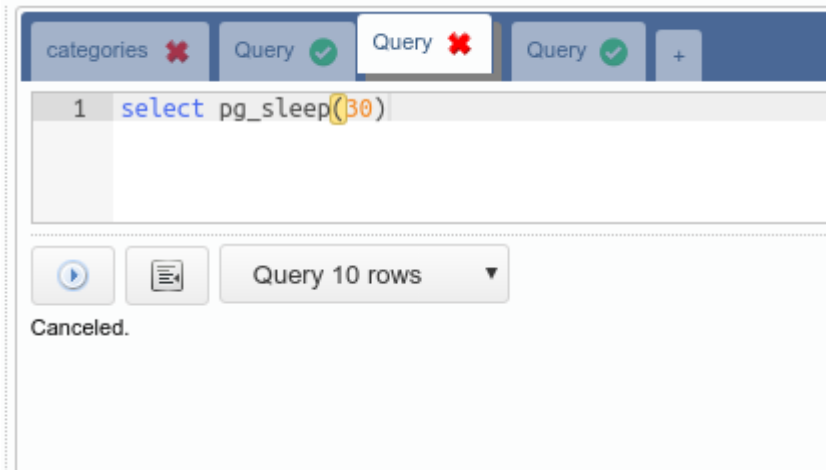 categories Query Query Query +
1 select pg_sleep(30)
Query 10 rows
Canceled.